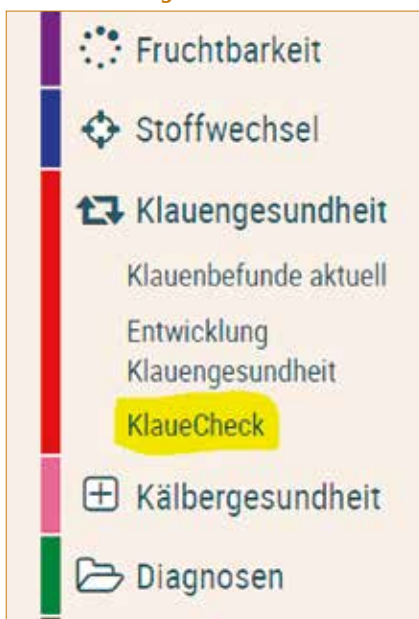 Fruchtbarkeit
Stoffwechsel
Klauengesundheit
Klauenbefunde aktuell
Entwicklung
Klauengesundheit
KlaueCheck
Kälbergesundheit
Diagnosen